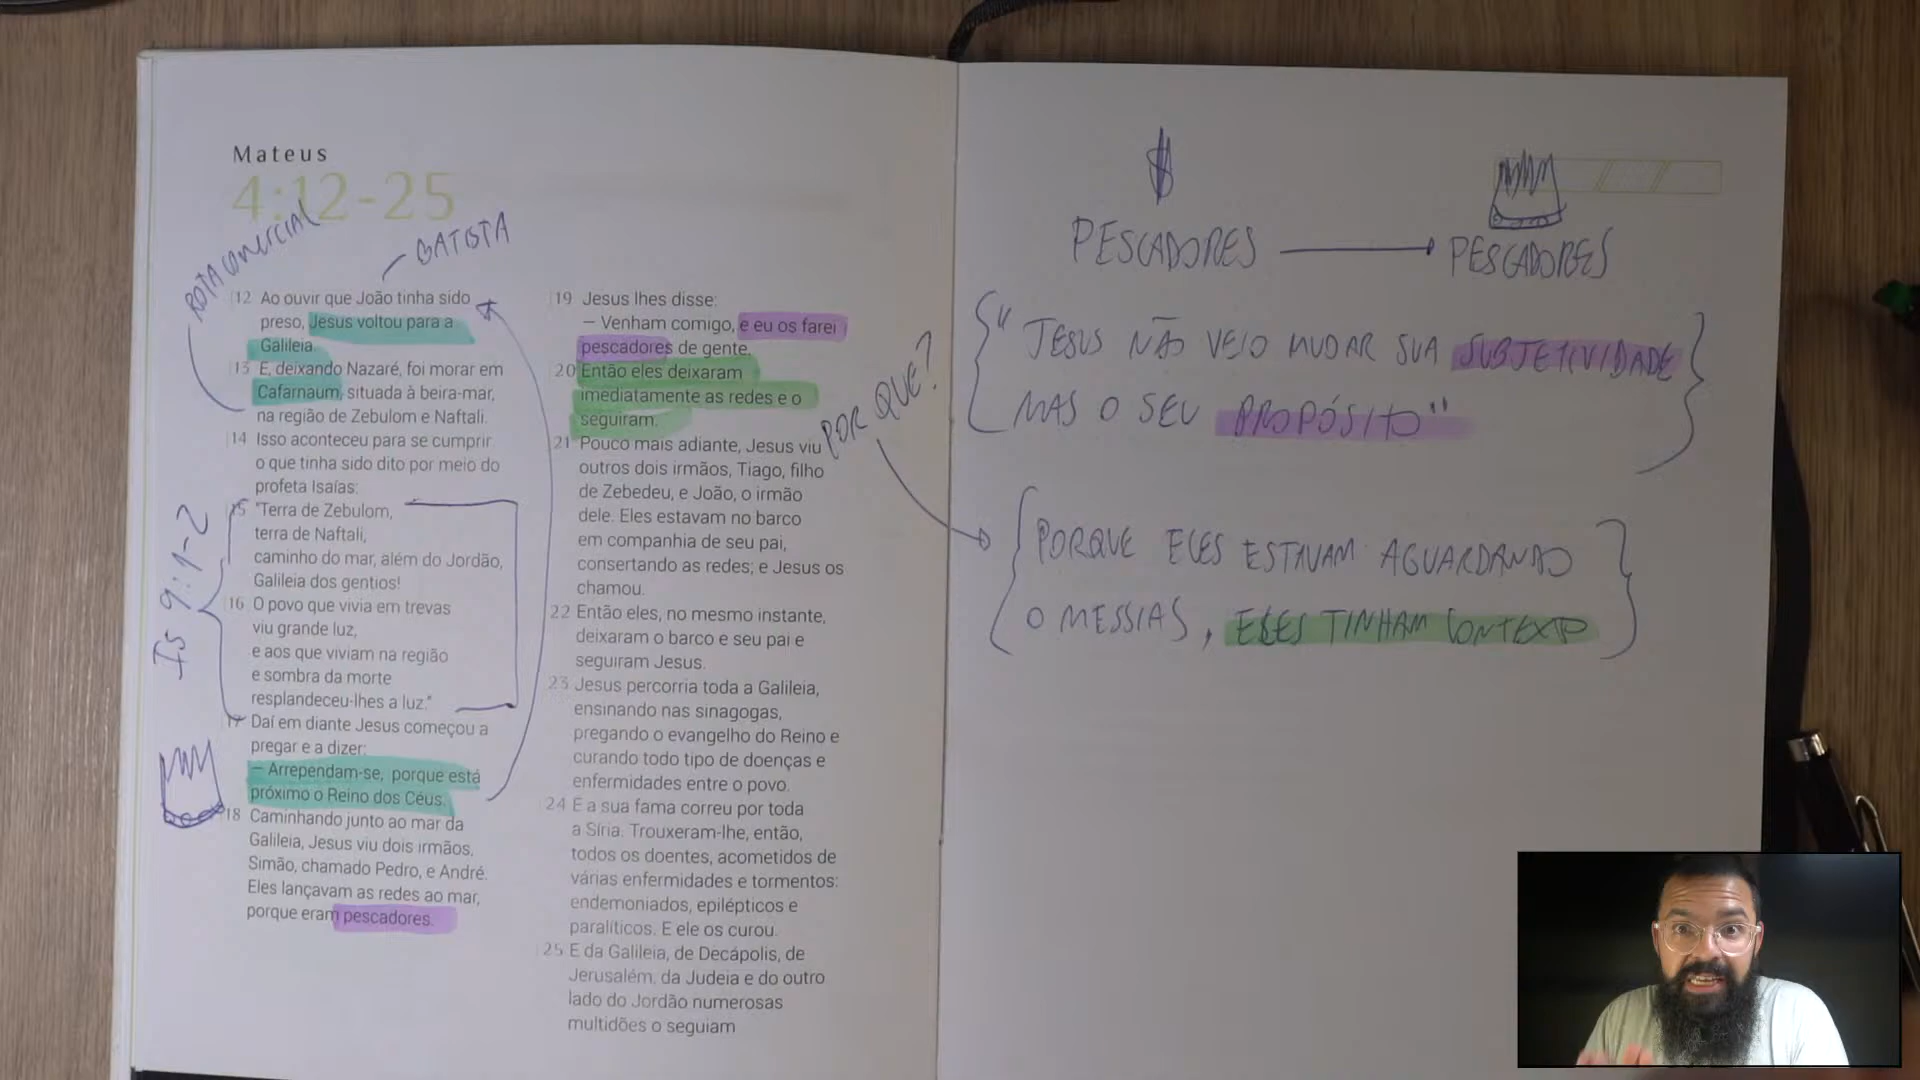 Mateus
4:12-25
ROTA COMERCIAL
BATISTA
12 Ao ouvir que João tinha sido
preso, Jesus voltou para a
Galileia.
13 E, deixando Nazaré, foi morar em
Cafarnaum, situada à beira-mar,
na região de Zebulom e Naftali.
14 Isso aconteceu para se cumprir
o que tinha sido dito por meio do
profeta Isaías:
Is 9:1-2
15 "Terra de Zebulom,
terra de Naftali,
caminho do mar, além do Jordão,
Galileia dos gentios!
16 O povo que vivia em trevas
viu grande luz,
e aos que viviam na região
e sombra da morte
resplandeceu-lhes a luz."
17 Daí em diante Jesus começou a
pregar e a dizer:
— Arrependam-se, porque está
próximo o Reino dos Céus.
18 Caminhando junto ao mar da
Galileia, Jesus viu dois irmãos,
Simão, chamado Pedro, e André.
Eles lançavam as redes ao mar,
porque eram pescadores.
19 Jesus lhes disse:
— Venham comigo, e eu os farei
pescadores de gente.
20 Então eles deixaram
imediatamente as redes e o
seguiram.
21 Pouco mais adiante, Jesus viu
outros dois irmãos, Tiago, filho
de Zebedeu, e João, o irmão
dele. Eles estavam no barco
em companhia de seu pai,
consertando as redes; e Jesus os
chamou.
22 Então eles, no mesmo instante,
deixaram o barco e seu pai e
seguiram Jesus.
23 Jesus percorria toda a Galileia,
ensinando nas sinagogas,
pregando o evangelho do Reino e
curando todo tipo de doenças e
enfermidades entre o povo.
24 E a sua fama correu por toda
a Síria. Trouxeram-lhe, então,
todos os doentes, acometidos de
várias enfermidades e tormentos:
endemoniados, epilépticos e
paralíticos. E ele os curou.
25 E da Galileia, de Decápolis, de
Jerusalém, da Judeia e do outro
lado do Jordão numerosas
multidões o seguiam
POR QUE?
$
PESCADORES PESCADORES
"JESUS NÃO VEIO MUDAR SUA SUBJETIVIDADE
MAS O SEU PROPÓSITO"
PORQUE ELES ESTAVAM AGUARDANDO
O MESSIAS, ELES TINHAM CONTEXTO